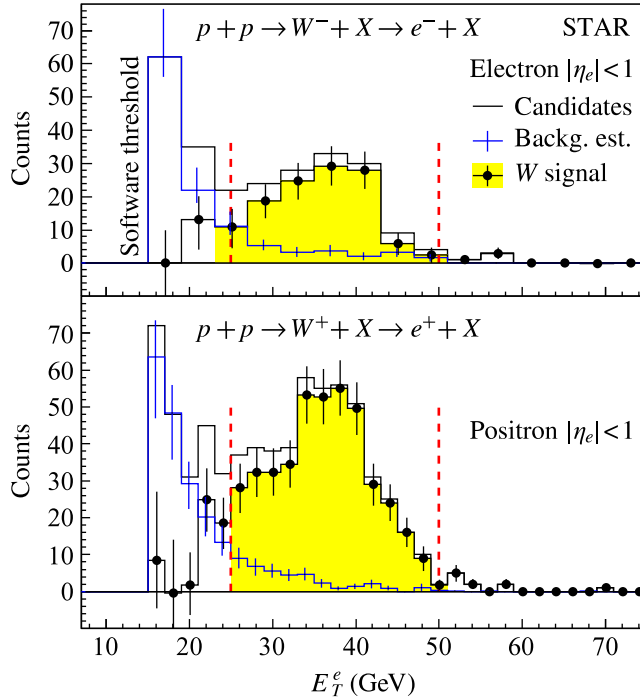 p + p → W⁻ + X → e⁻ + X STAR
Electron |ηₑ| < 1
Candidates
Backg. est.
W signal
Software threshold
Counts
70
60
50
40
30
20
10
0
p + p → W⁺ + X → e⁺ + X
Positron |ηₑ| < 1
Counts
70
60
50
40
30
20
10
0
10 20 30 40 50 60 70
E_T^e (GeV)